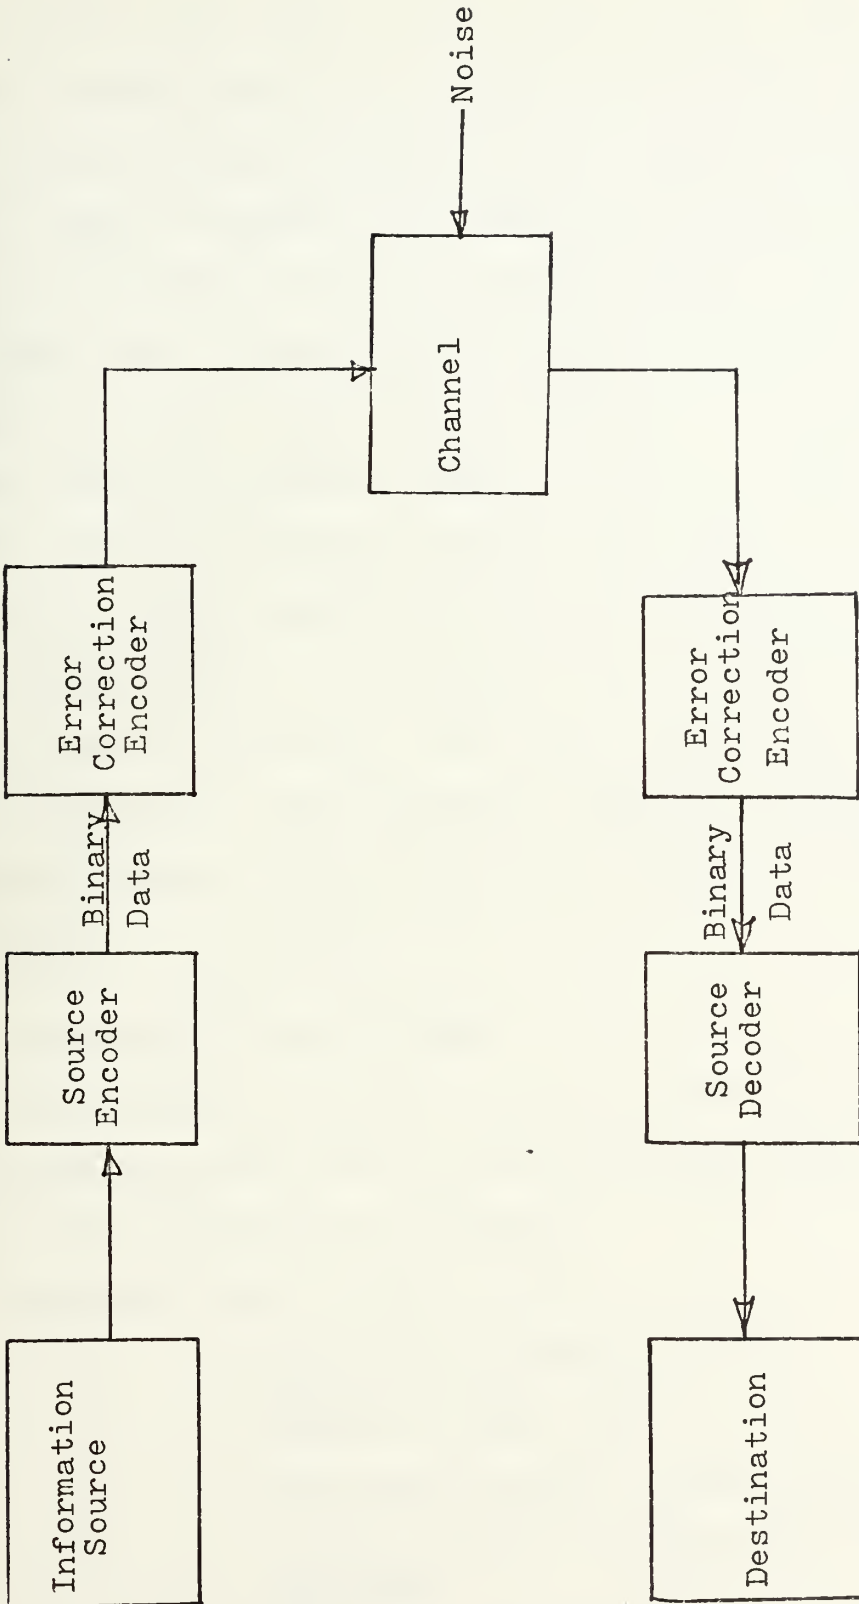 Information
Source
Source
Encoder
Binary
Data
Error
Correction
Encoder
Channel
Noise
Error
Correction
Encoder
Binary
Data
Source
Decoder
Destination